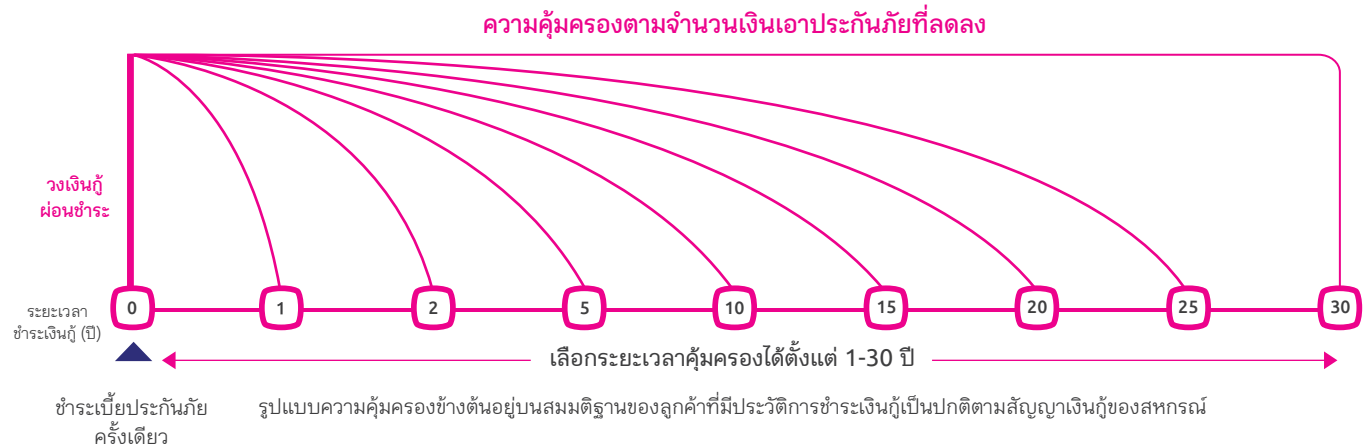 ความคุ้มครองตามจำนวนเงินเอาประกันภัยที่ลดลง
วงเงินกู้
ผ่อนชำระ
ระยะเวลา
ชำระเงินกู้ (ปี)
0 1 2 5 10 15 20 25 30
เลือกระยะเวลาคุ้มครองได้ตั้งแต่ 1-30 ปี
ชำระเบี้ยประกันภัย
ครั้งเดียว
รูปแบบความคุ้มครองข้างต้นอยู่บนสมมติฐานของลูกค้าที่มีประวัติการชำระเงินกู้เป็นปกติตามสัญญาเงินกู้ของสหกรณ์